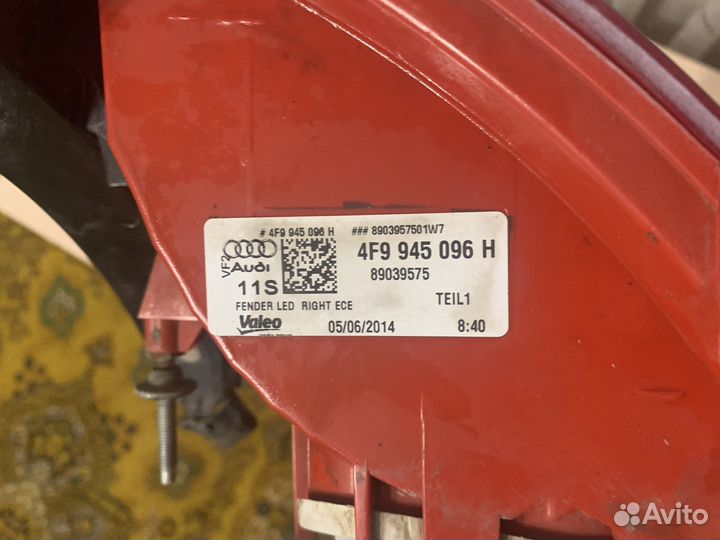 # 4F9 945 096 H ### 8903957501W7
VF2
Audi
4F9 945 096 H
89039575
11S
TEIL1
FENDER LED RIGHT ECE
Valeo
05/06/2014 8:40
Avito